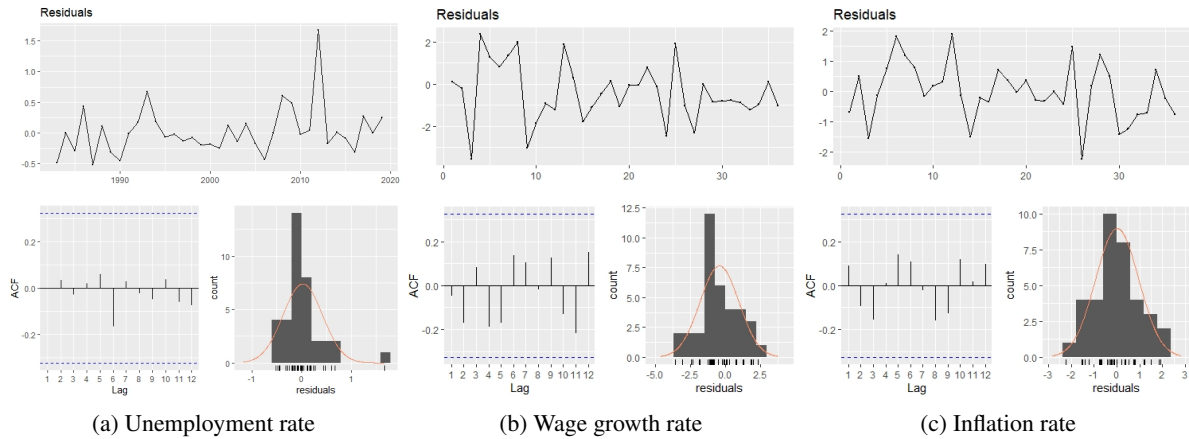 Residuals
1.5
1.0
0.5
0.0
-0.5
1990
2000
2010
2020
ACF
0.2
0.0
-0.2
1 2 3 4 5 6 7 8 9 10 11 12
Lag
count
10
5
0
-1 0 1
residuals
(a) Unemployment rate
Residuals
2
0
-2
0 10 20 30
ACF
0.2
0.0
-0.2
1 2 3 4 5 6 7 8 9 10 11 12
Lag
count
12.5
10.0
7.5
5.0
2.5
0.0
-5.0 -2.5 0.0 2.5
residuals
(b) Wage growth rate
Residuals
2
1
0
-1
-2
0 10 20 30
ACF
0.2
0.0
-0.2
1 2 3 4 5 6 7 8 9 10 11 12
Lag
count
10.0
7.5
5.0
2.5
0.0
-3 -2 -1 0 1 2 3
residuals
(c) Inflation rate